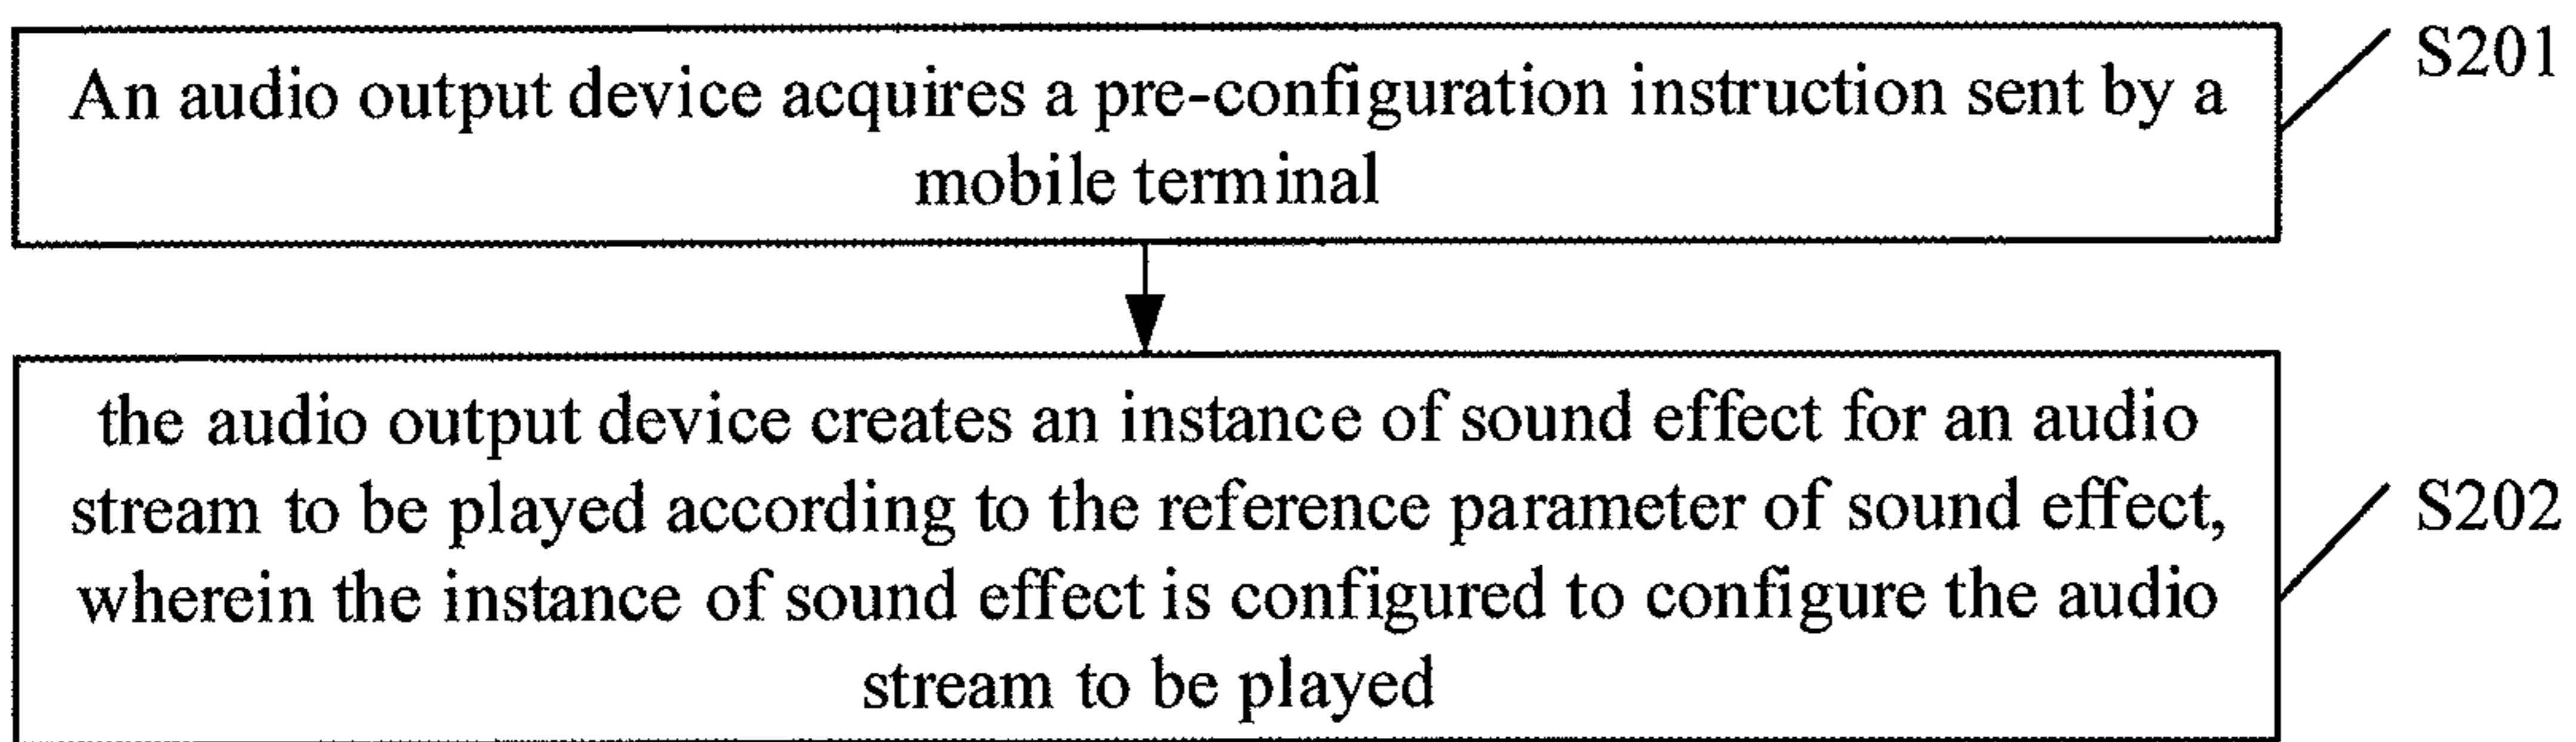 An audio output device acquires a pre-configuration instruction sent by a
mobile terminal
S201
the audio output device creates an instance of sound effect for an audio
stream to be played according to the reference parameter of sound effect,
wherein the instance of sound effect is configured to configure the audio
stream to be played
S202